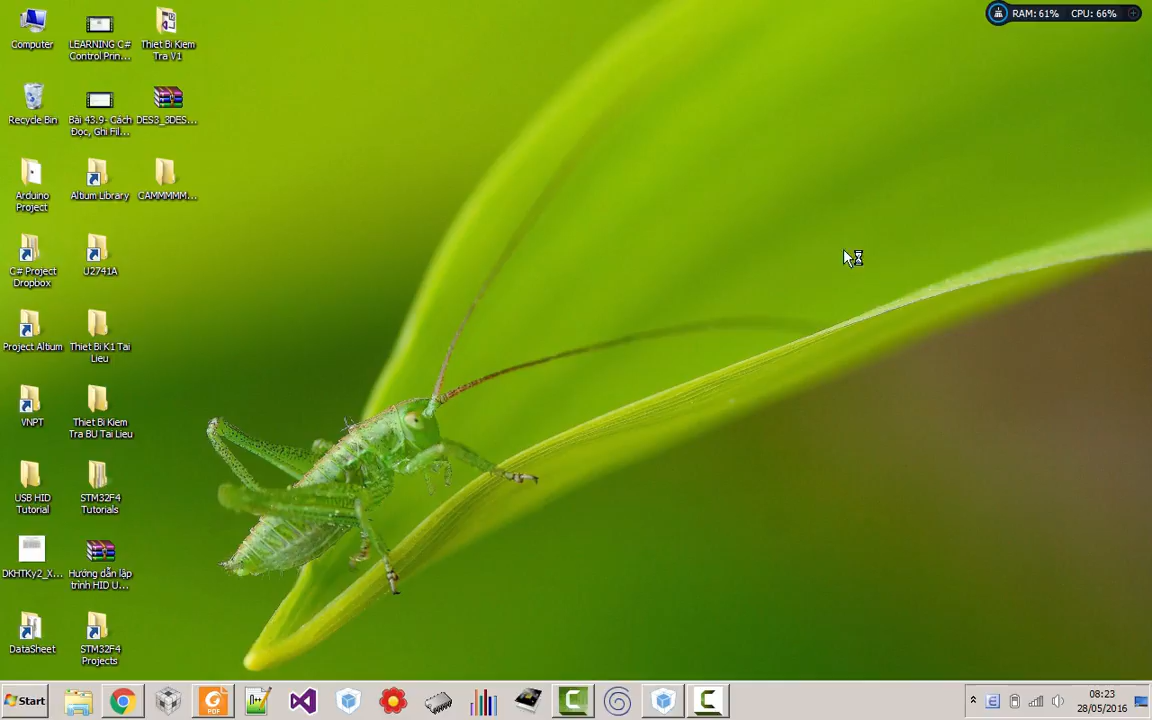 RAM: 61%
CPU: 66%
Computer
LEARNING C#
Control Prin...
Thiet Bi Kiem
Tra V1
Recycle Bin
Bài 43.9- Cách
Đọc, Ghi Fil...
DES3_3DES...
Arduino
Project
Altium Library
CAMMMMM...
C# Project
Dropbox
U2741A
Project Altium
Thiet Bi K1 Tai
Lieu
VNPT
Thiet Bi Kiem
Tra BU Tai Lieu
USB HID
Tutorial
STM32F4
Tutorials
DKHTKy2_X...
Hướng dẫn lập
trình HID U...
DataSheet
STM32F4
Projects
Start
PDF
08:23
28/05/2016